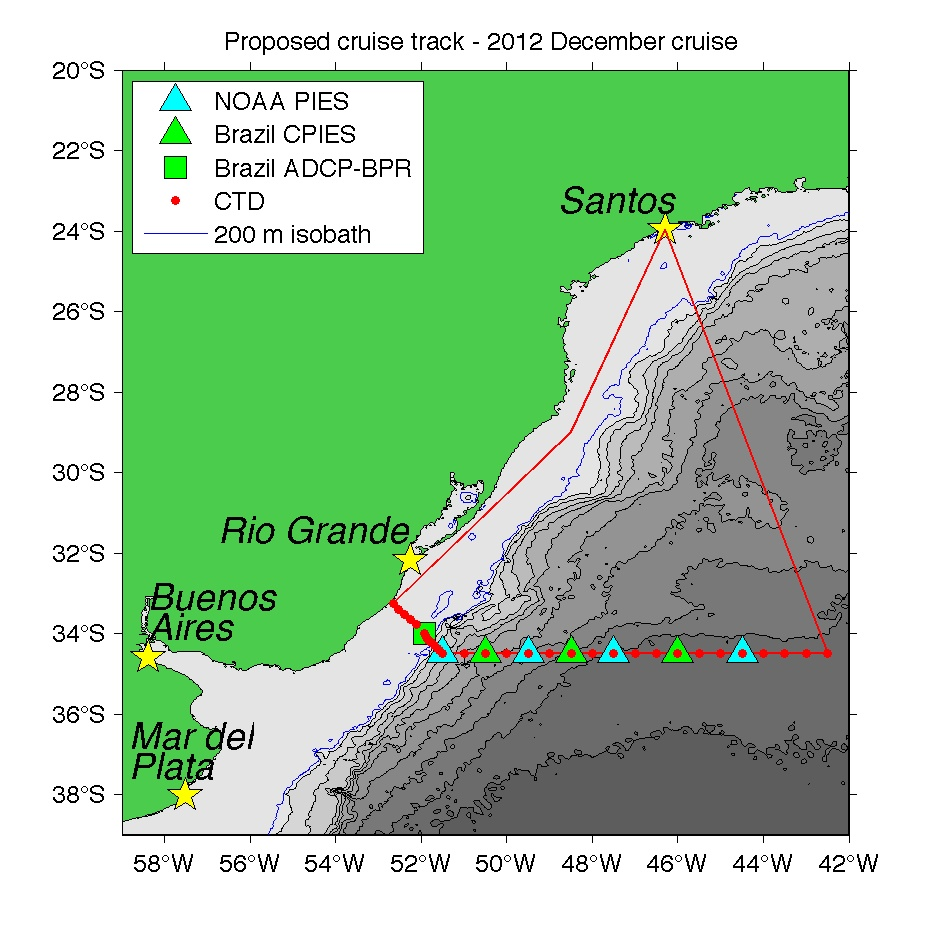 Proposed cruise track - 2012 December cruise
20°S
22°S
24°S
26°S
28°S
30°S
32°S
34°S
36°S
38°S
NOAA PIES
Brazil CPIES
Brazil ADCP-BPR
CTD
200 m isobath
Santos
Rio Grande
Buenos
Aires
Mar del
Plata
58°W 56°W 54°W 52°W 50°W 48°W 46°W 44°W 42°W